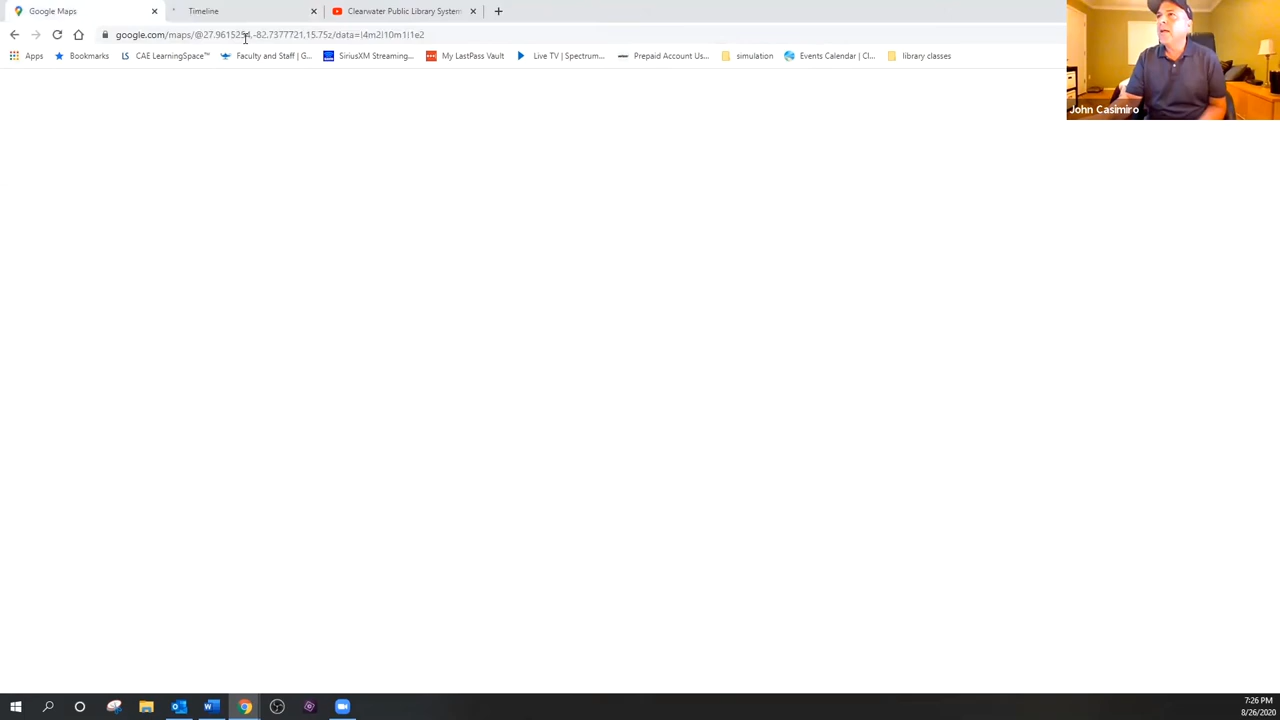 Google Maps
Timeline
Clearwater Public Library System
google.com/maps/@27.9615254,-82.7377721,15.75z/data=!4m2!10m1!1e2
Apps
Bookmarks
CAE LearningSpace™
Faculty and Staff | G...
SiriusXM Streaming...
My LastPass Vault
Live TV | Spectrum...
Prepaid Account Us...
simulation
Events Calendar | Cl...
library classes
John Casimiro
7:26 PM
8/26/2020